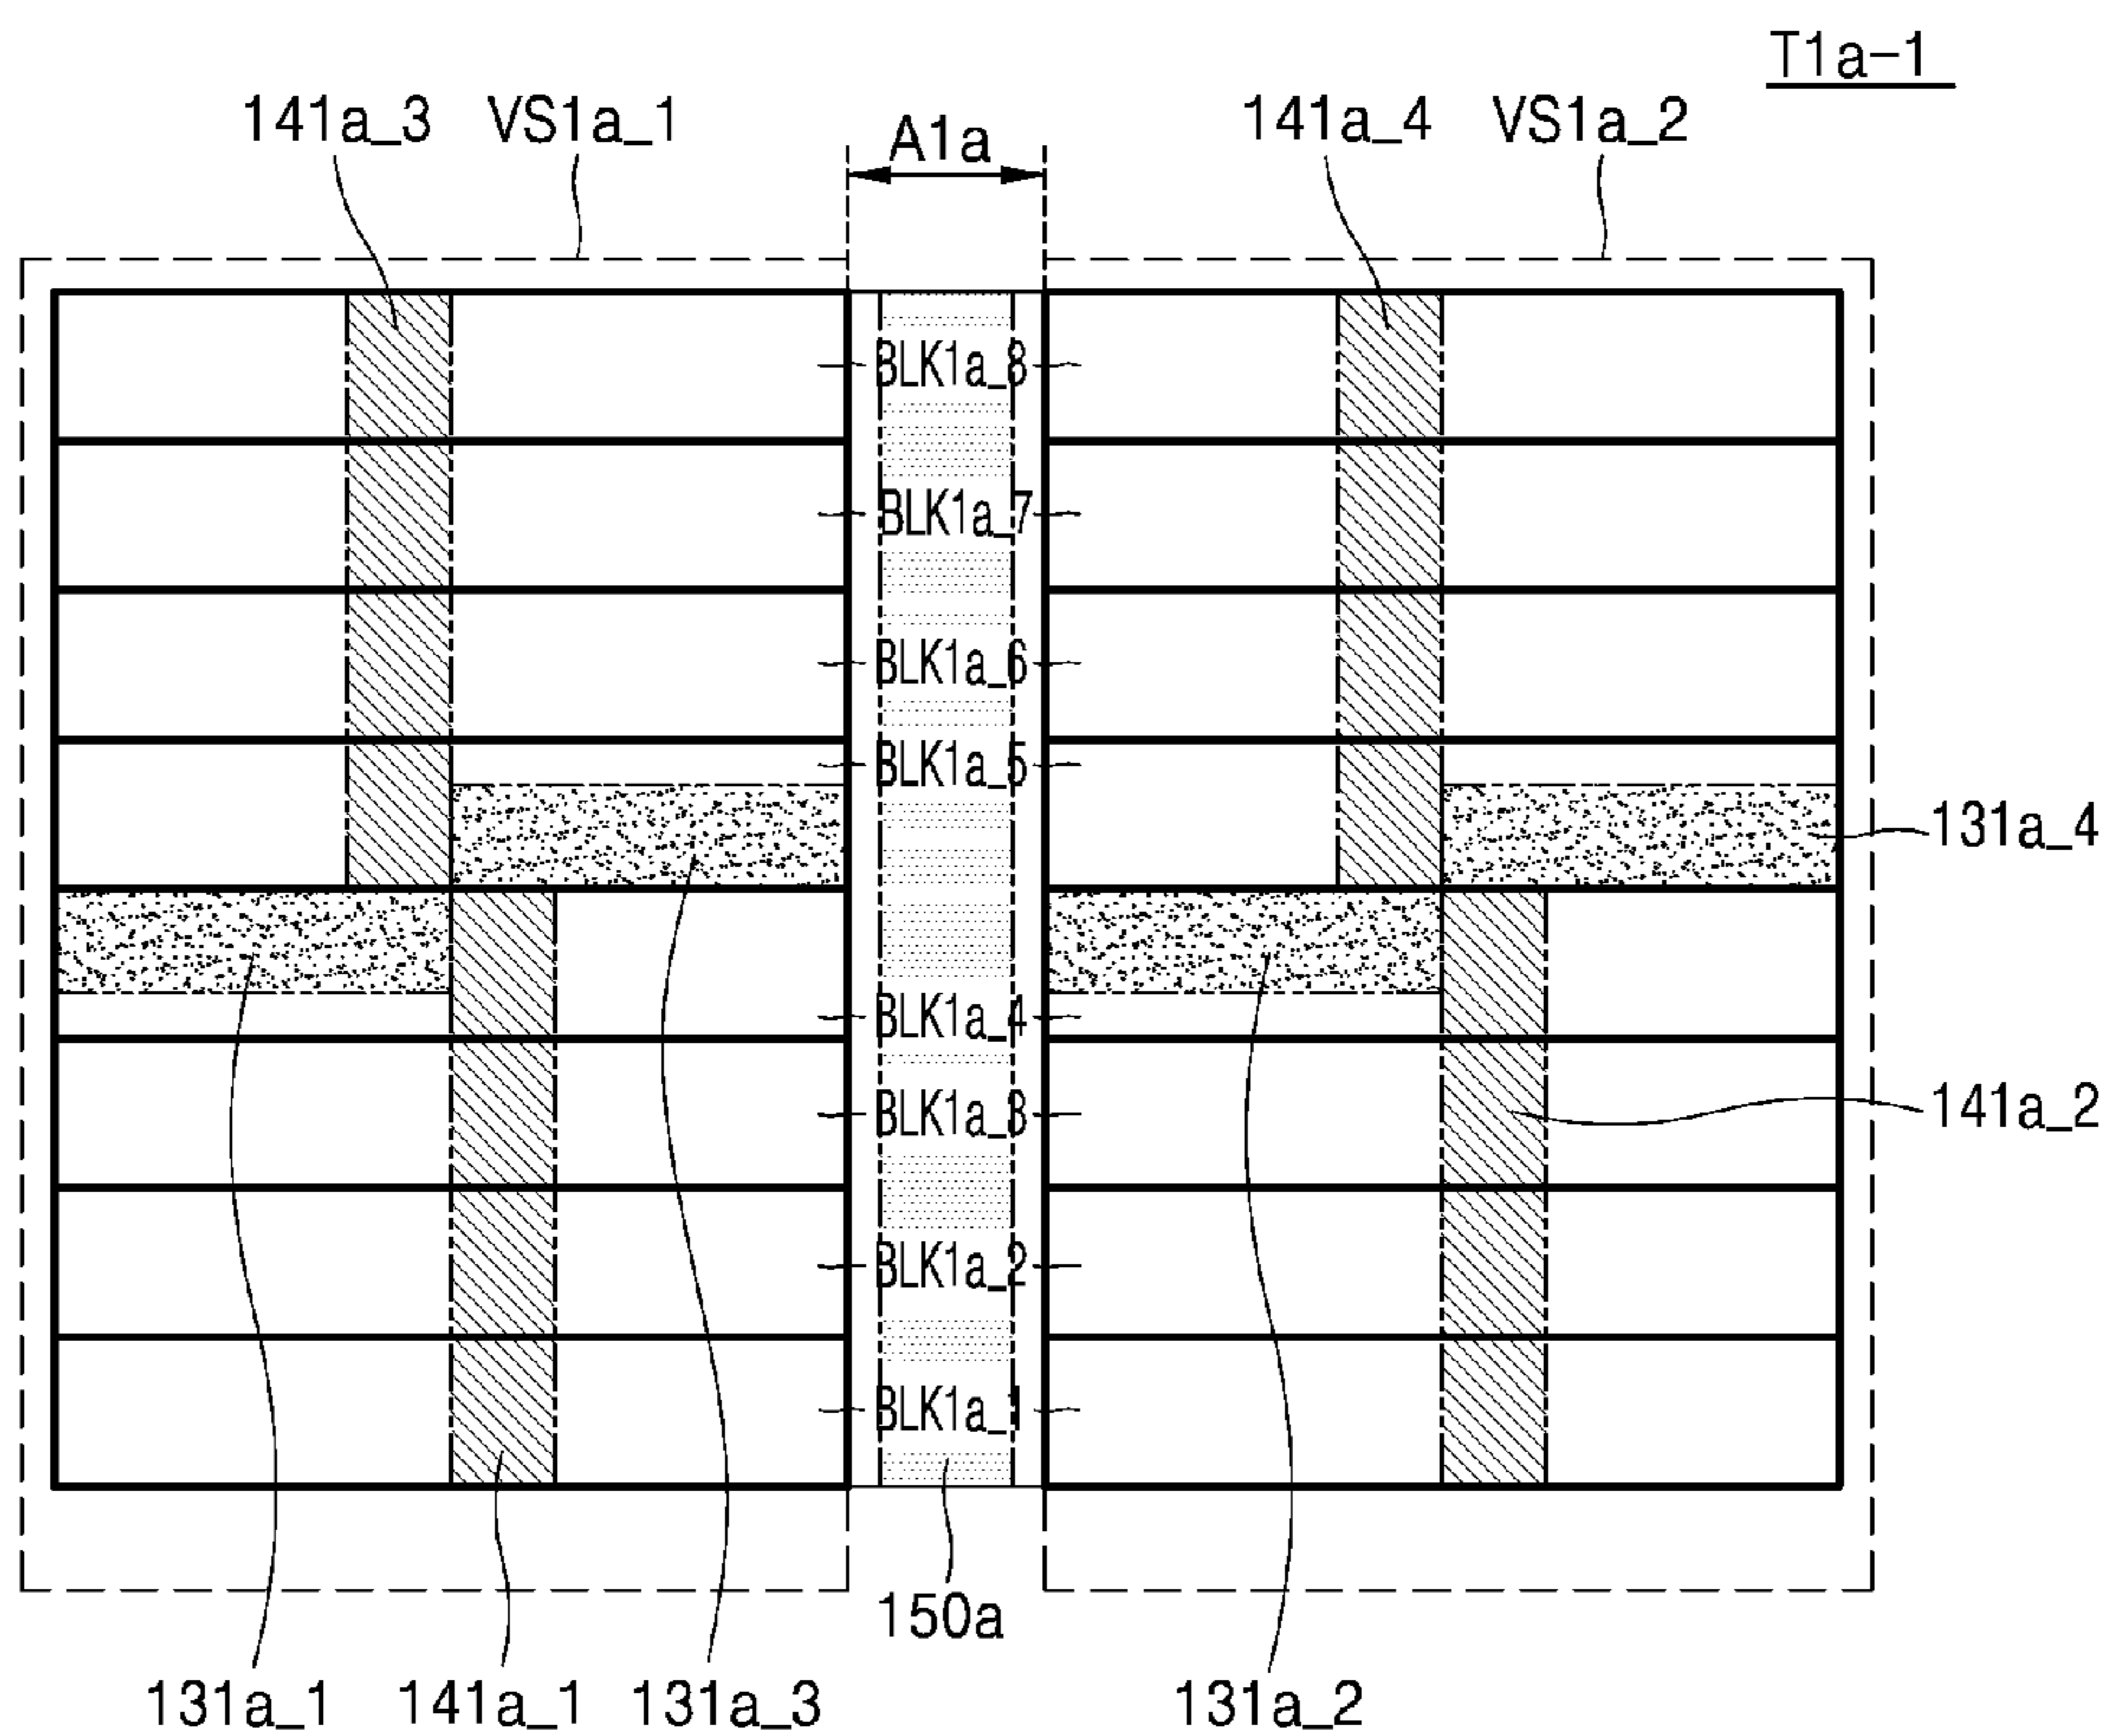 T1a-1
141a_3 VS1a_1 A1a 141a_4 VS1a_2
BLK1a_8
BLK1a_7
BLK1a_6
BLK1a_5
131a_4
BLK1a_4
BLK1a_3
141a_2
BLK1a_2
BLK1a_1
150a
131a_1 141a_1 131a_3 131a_2